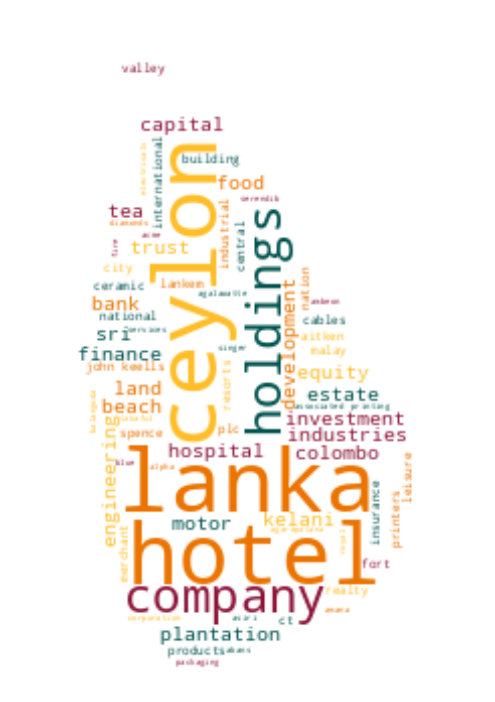 valley
capital
international
building
ceylon
food
serendib
tea
diamonds
industrial
central
holdings
acme
trust
fire
city
lankem
nation
ceramic
agalawatte
bank
development
national
cables
sri
services
aitken
singer
malay
finance
john keells
resorts
equity
land
estate
beach
associated printing
investment
engineering
spence
plc
industries
hospital
colombo
blue
alpha
lanka
leisure
insurance
printers
motor
kelani
hotel
merchant
fort
company
realty
corporation
asiri
ct
plantation
products
packaging